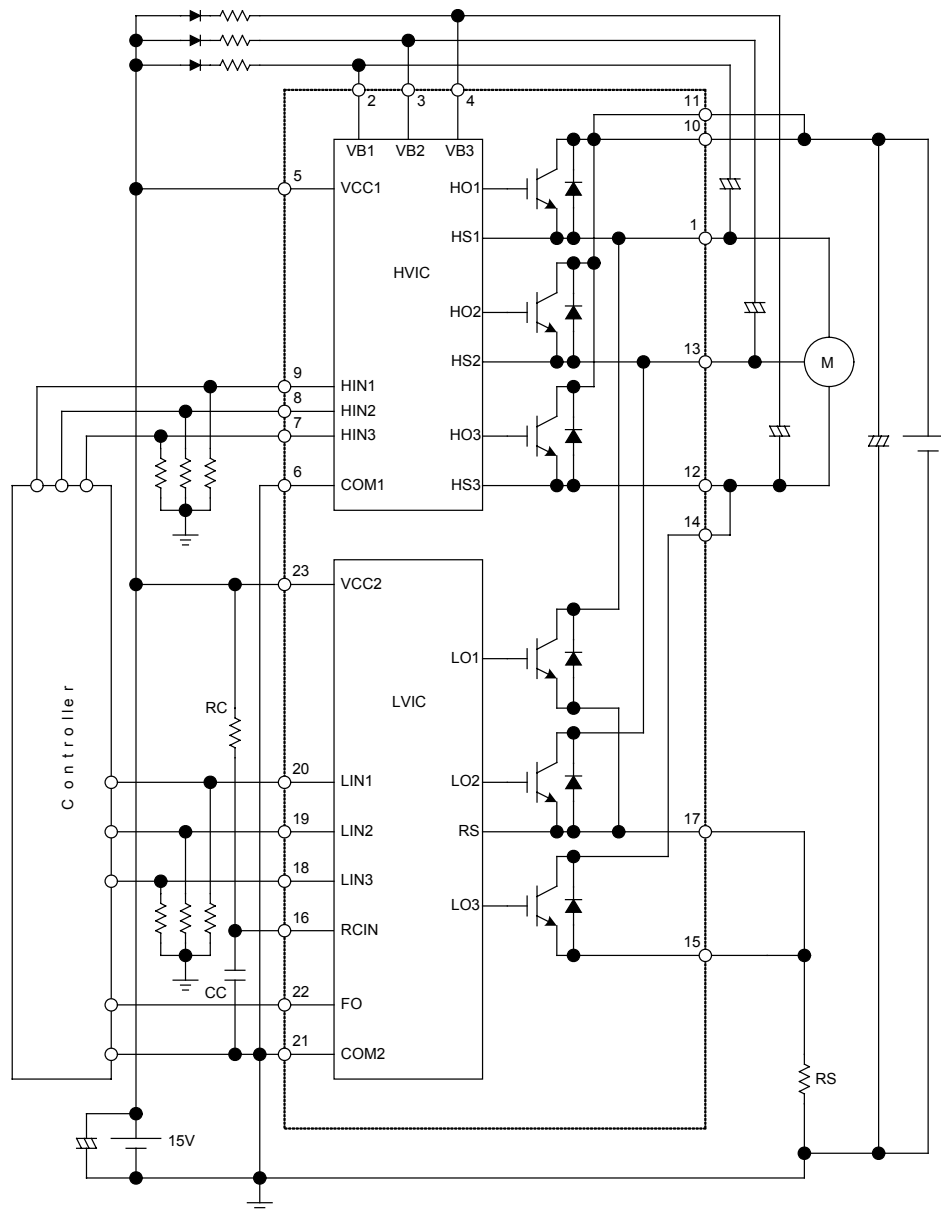 2
3
4
11
10
VB1
VB2
VB3
5
VCC1
HO1
HS1
1
HVIC
HO2
HS2
13
M
9
HIN1
8
HIN2
7
HIN3
HO3
6
COM1
HS3
12
14
23
VCC2
LO1
RC
LVIC
Controller
20
LIN1
LO2
19
LIN2
RS
17
18
LIN3
LO3
16
RCIN
15
CC
22
FO
21
COM2
RS
15V